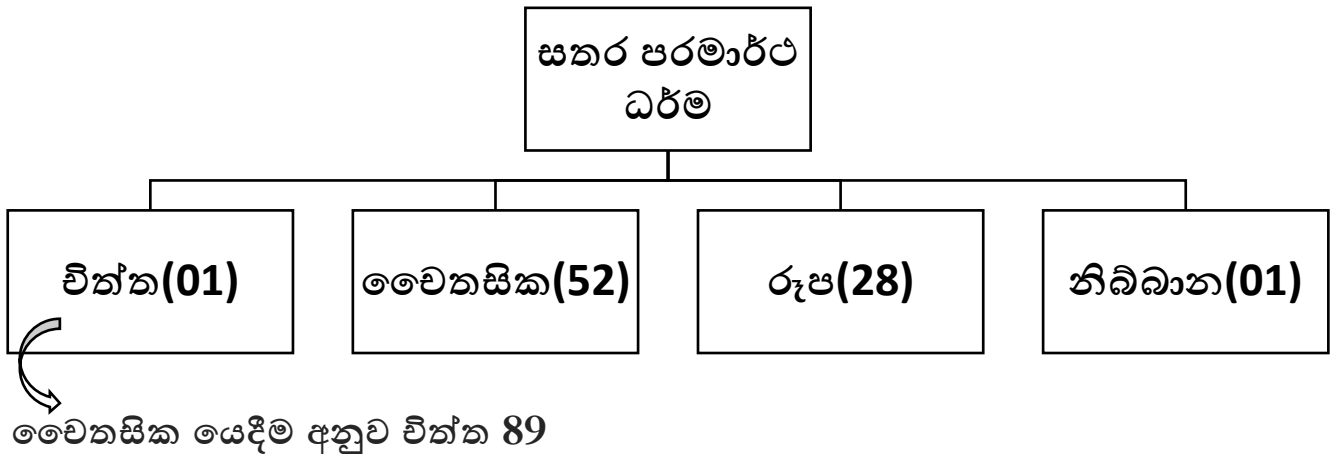 සතර පරමාර්ථ
ධර්ම
චිත්ත(01)
චෛතසික(52)
රූප(28)
නිබ්බාන(01)
චෛතසික යෙදීම අනුව චිත්ත 89